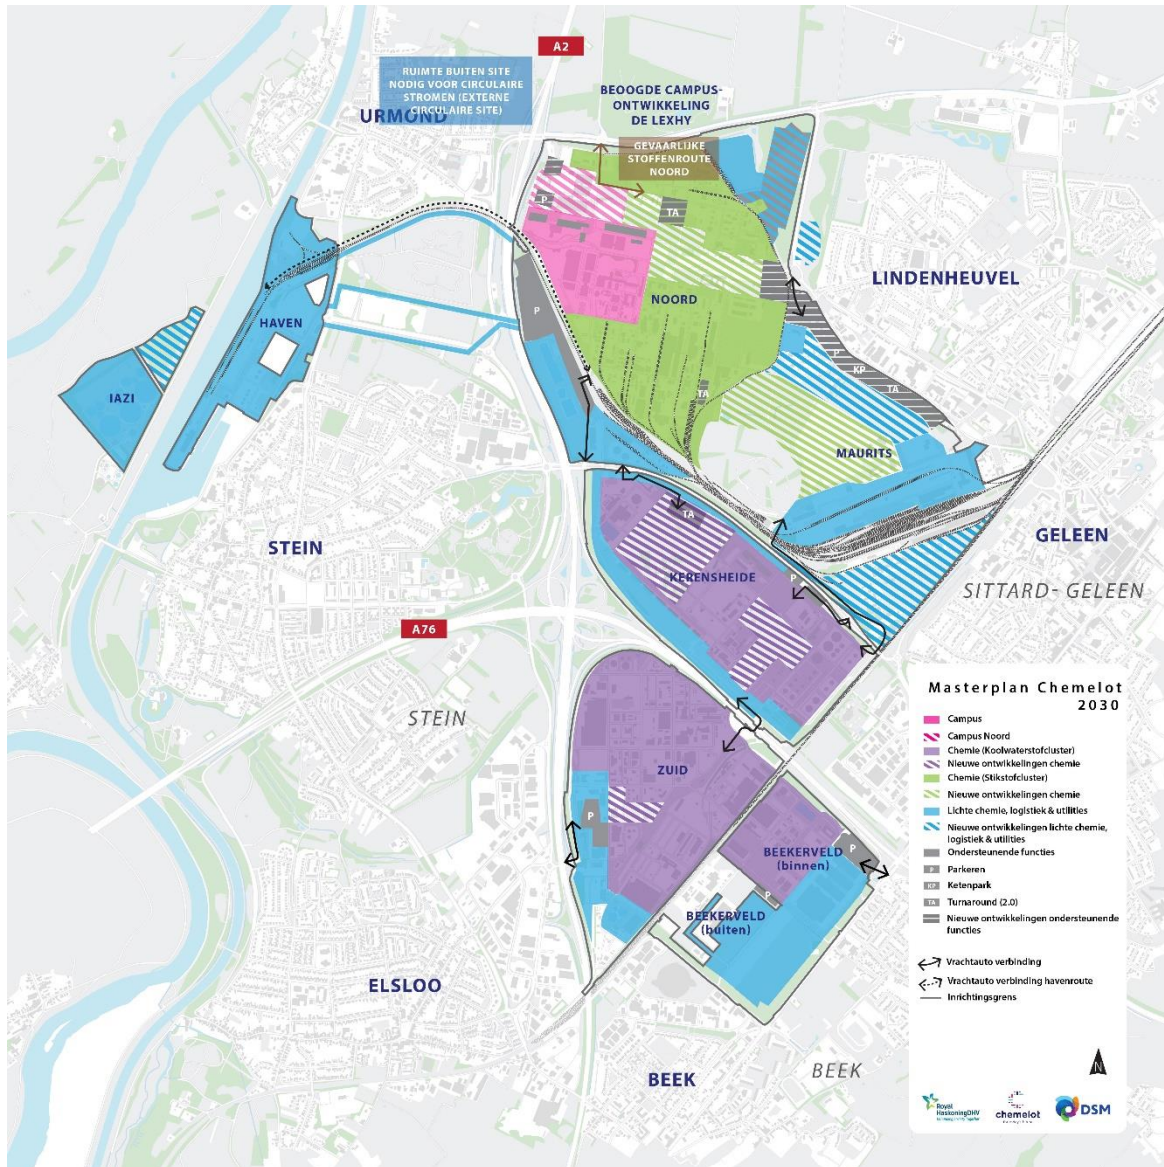 A2
RUIMTE BUITEN SITE
NODIG VOOR CIRCULAIRE
STROMEN (EXTERNE
CIRCULAIRE SITE)
URMOND
BEOOGDE CAMPUS-
ONTWIKKELING
DE LEXHY
GEVAARLIJKE
STOFFENROUTE
NOORD
P
TA
LINDENHEUVEL
NOORD
P
HAVEN
IAZI
P
KP
TA
TA
MAURITS
STEIN
TA
KERENSHEIDE
P
GELEEN
SITTARD- GELEEN
A76
STEIN
ZUID
P
BEEKERVELD
(binnen)
P
P
BEEKERVELD
(buiten)
ELSLOO
BEEK
BEEK
Masterplan Chemelot
2030
Campus
Campus Noord
Chemie (Koolwaterstofcluster)
Nieuwe ontwikkelingen chemie
Chemie (Stikstofcluster)
Nieuwe ontwikkelingen chemie
Lichte chemie, logistiek & utilities
Nieuwe ontwikkelingen lichte chemie,
logistiek & utilities
Ondersteunende functies
P Parkeren
KP Ketenpark
TA Turnaround (2.0)
Nieuwe ontwikkelingen ondersteunende
functies
Vrachtauto verbinding
Vrachtauto verbinding havenroute
Inrichtingsgrens
N
Royal
HaskoningDHV
chemelot
DSM